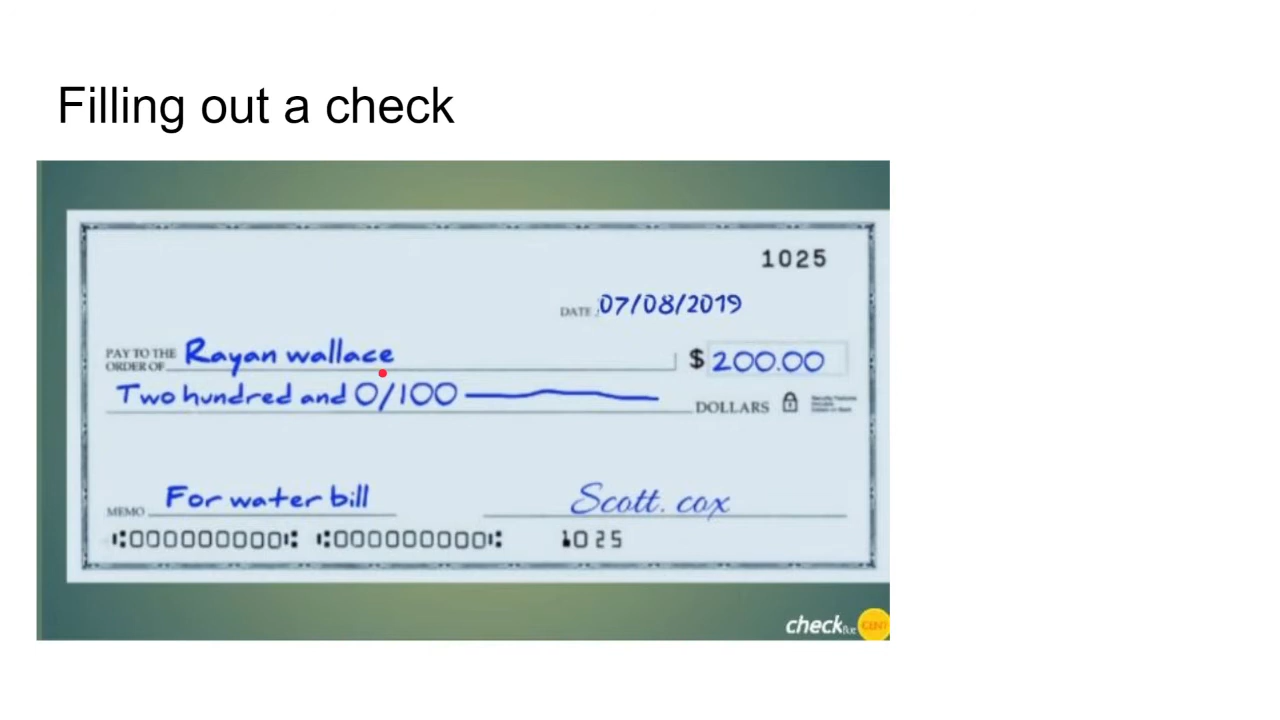 Filling out a check
1025
DATE 07/08/2019
PAY TO THE
ORDER OF Rayan wallace $ 200.00
Two hundred and 0/100 DOLLARS
MEMO For water bill Scott. cox
⑆000000000⑆ ⑆000000000⑆ 1025
check CENT